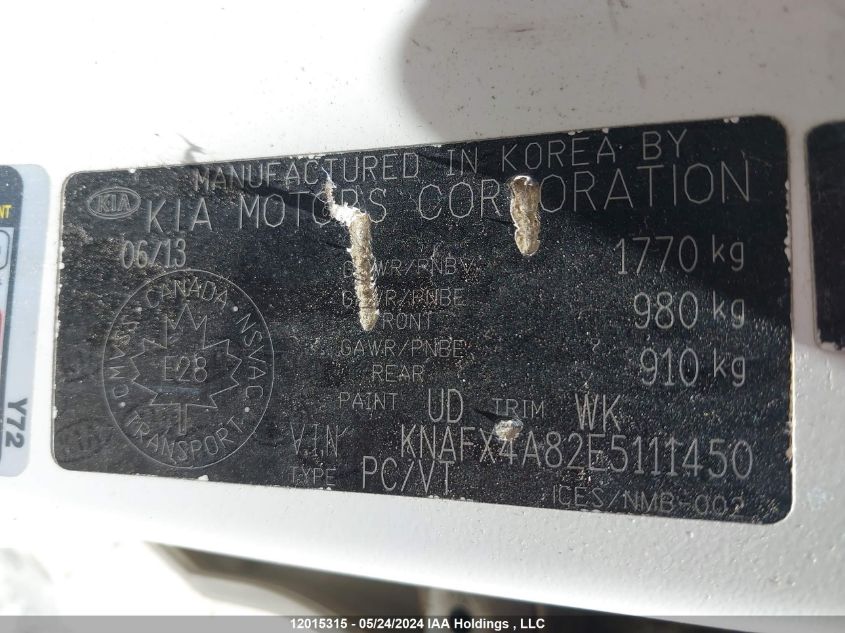 MANUFACTURED IN KOREA BY
KIA KIA MOTORS CORPORATION
06/13 GVWR/PNBV 1770 kg
GAWR/PNBE FRONT 980 kg
GAWR/PNBE REAR 910 kg
PAINT UD TRIM WK
VIN KNAFX4A82E5111450
TYPE PC/VT
ICES/NMB-002
CANADA NSVAC
TRANSPORT CMVSS
E28
Y72
12015315 - 05/24/2024 IAA Holdings , LLC